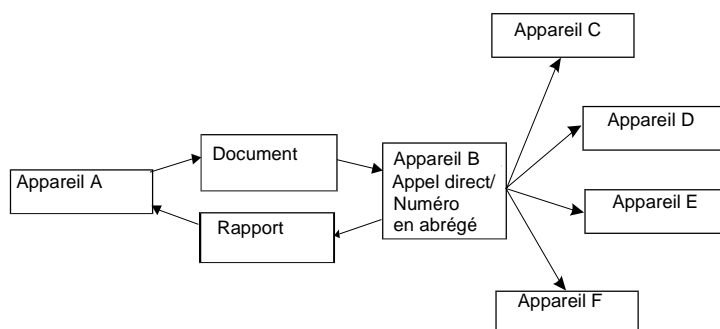 Appareil C
Appareil D
Document
Appareil B
Appel direct/
Numéro
en abrégé
Appareil A
Rapport
Appareil E
Appareil F